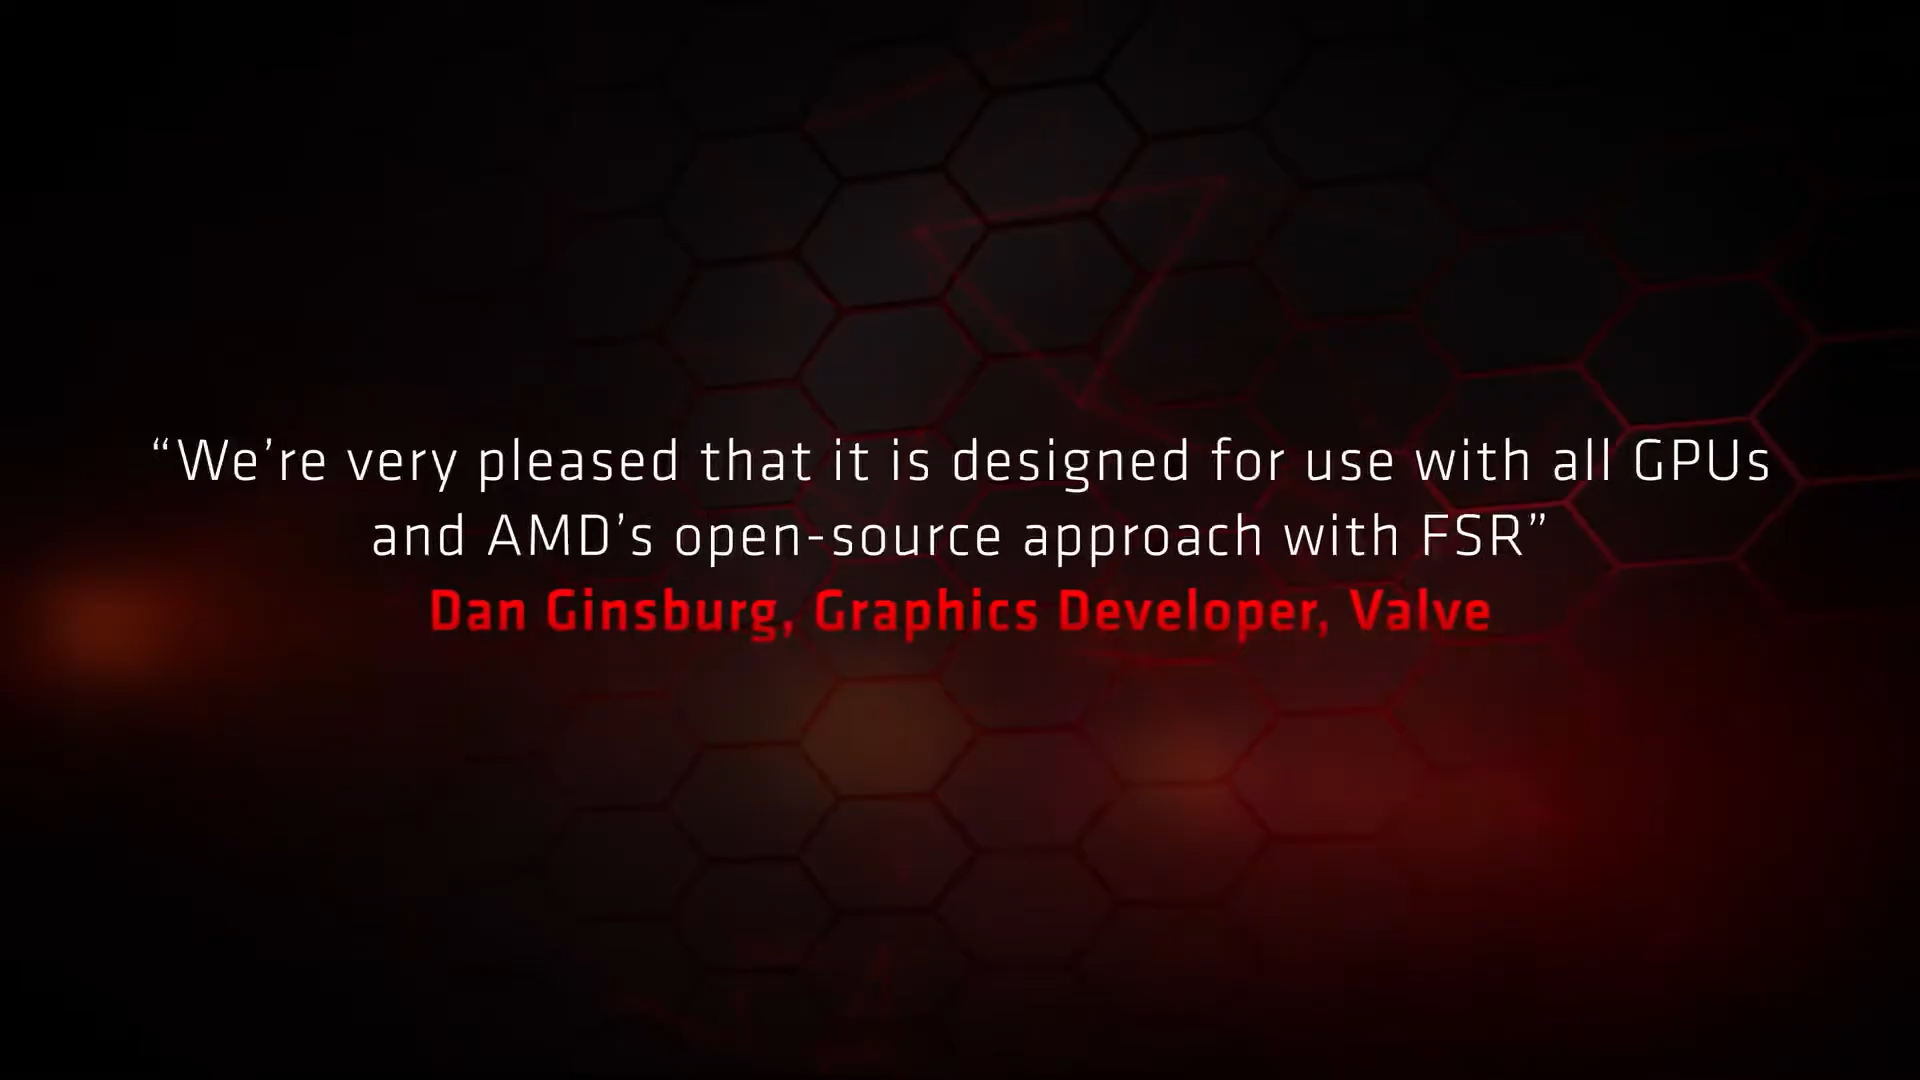 “We’re very pleased that it is designed for use with all GPUs
and AMD’s open-source approach with FSR”
Dan Ginsburg, Graphics Developer, Valve